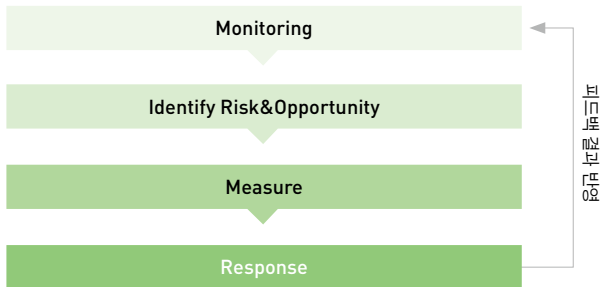 Monitoring
Identify Risk&Opportunity
Measure
Response
피드백 결과 반영